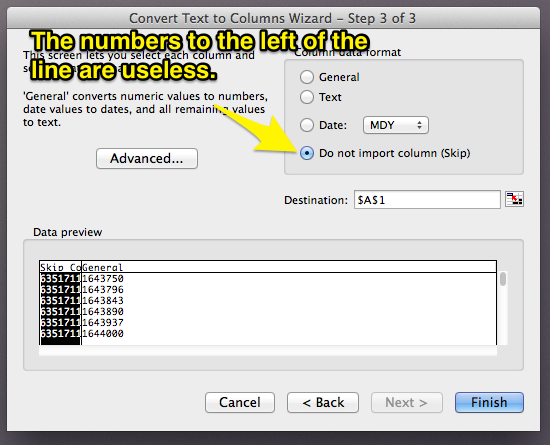 Convert Text to Columns Wizard – Step 3 of 3
The numbers to the left of the
line are useless.
This screen lets you select each column and
'General' converts numeric values to numbers,
date values to dates, and all remaining values
to text.
Advanced...
Column data format
General
Text
Date: MDY
Do not import column (Skip)
Destination: $A$1
Data preview
Skip Co General
6351711 1643750
6351711 1643796
6351711 1643843
6351711 1643890
6351711 1643937
6351711 1644000
Cancel < Back Next > Finish